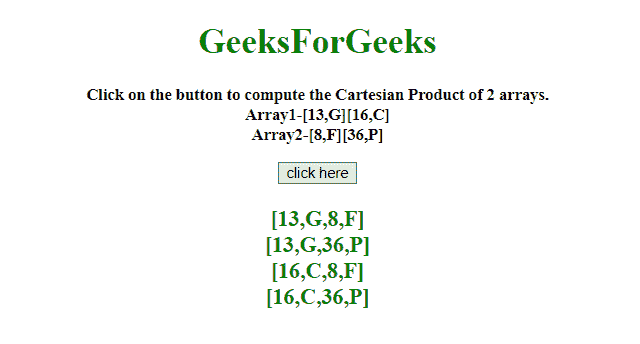 GeeksForGeeks
Click on the button to compute the Cartesian Product of 2 arrays.
Array1-[13,G][16,C]
Array2-[8,F][36,P]
click here
[13,G,8,F]
[13,G,36,P]
[16,C,8,F]
[16,C,36,P]